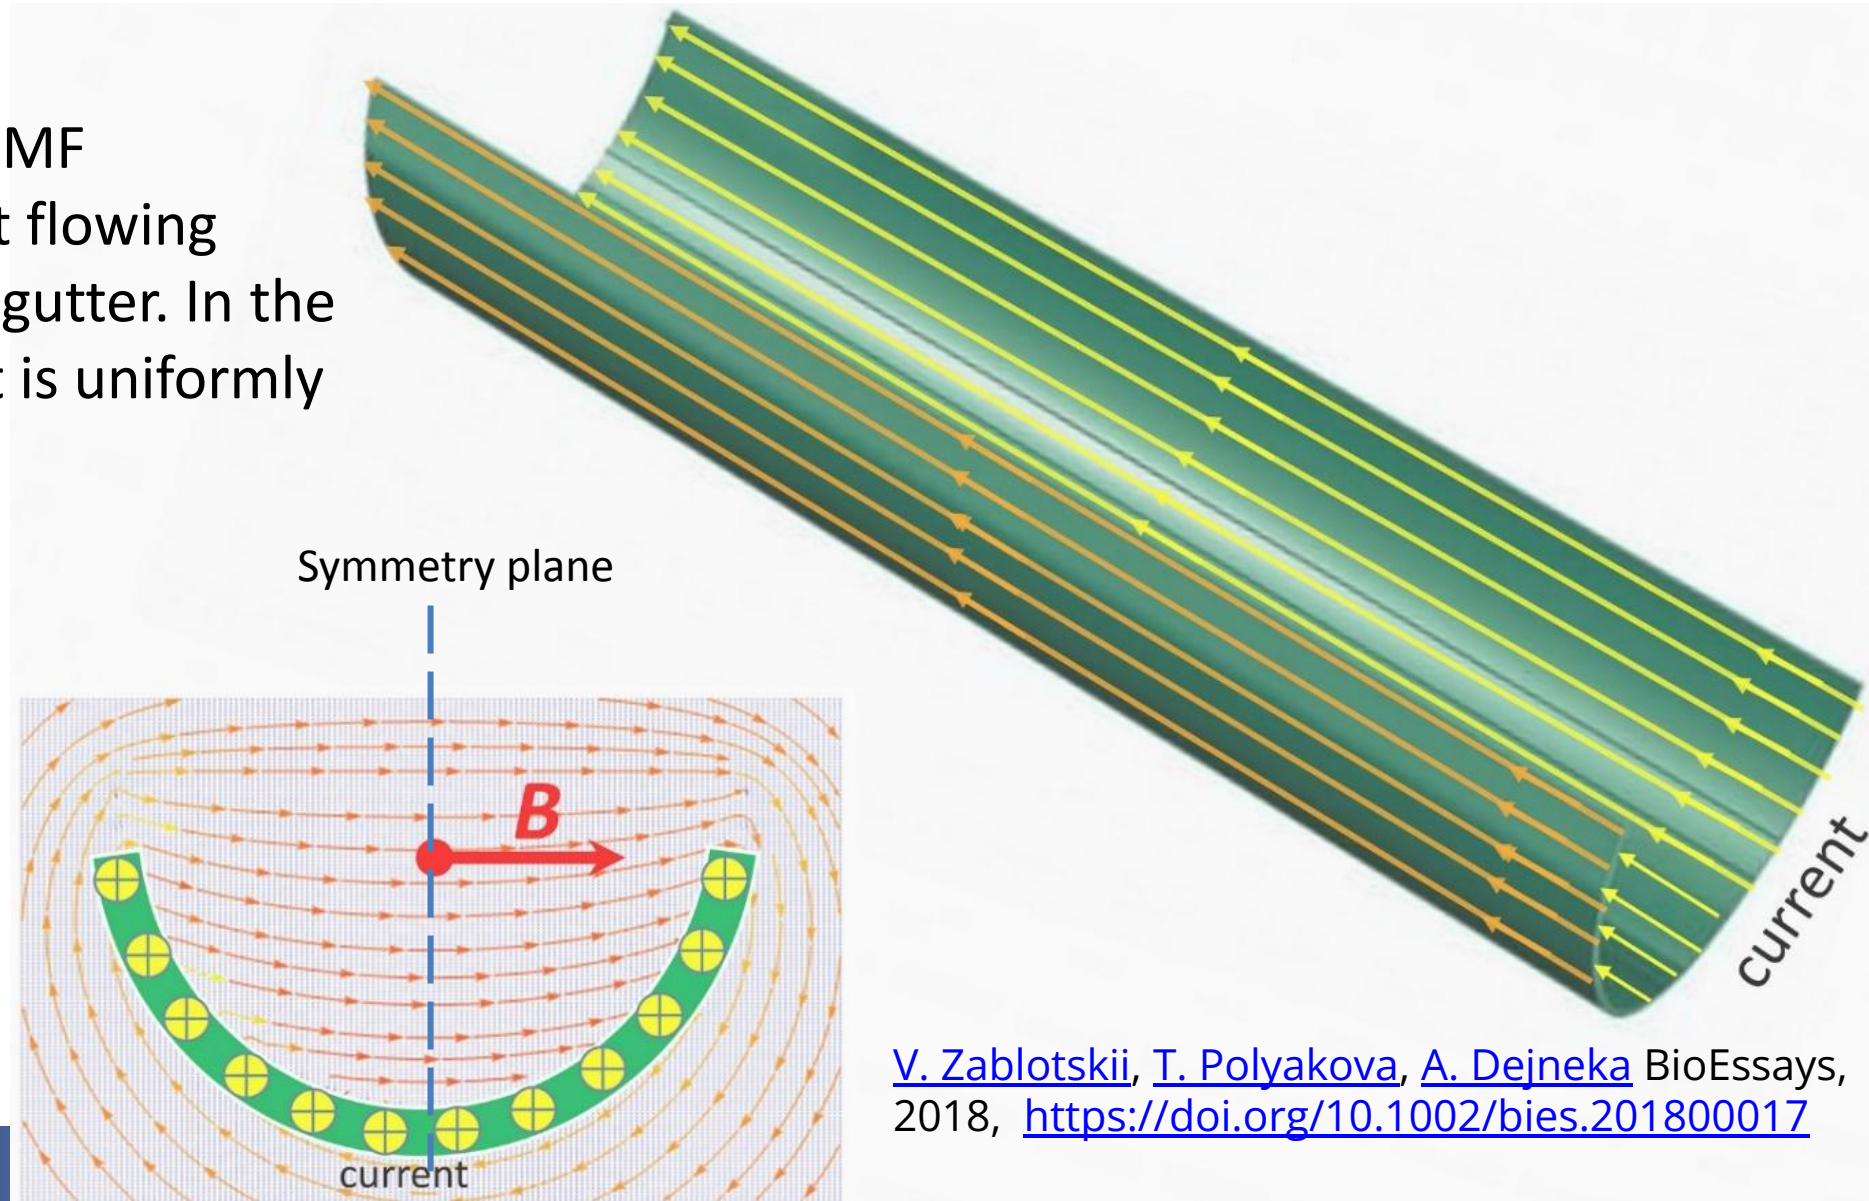 MF
t flowing
gutter. In the
t is uniformly
Symmetry plane
B
current
current
V. Zablotskii, T. Polyakova, A. Dejneka BioEssays,
2018, https://doi.org/10.1002/bies.201800017